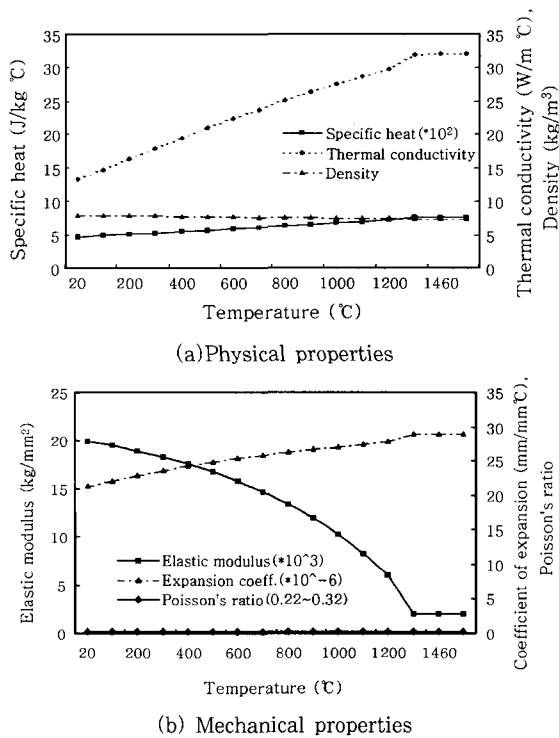 35
30
25
20
15
10
5
0
Specific heat (J/kg ℃)
Specific heat(*10²)
Thermal conductivity
Density
35
30
25
20
15
10
5
0
Thermal conductivity (W/m ℃),
Density (kg/m³)
20 200 400 600 800 1000 1200 1460
Temperature (℃)
(a)Physical properties
25
20
15
10
5
0
Elastic modulus (kg/mm²)
Elastic modulus(*10^3)
Expansion coeff.(*10^-6)
Poisson's ratio(0.22~0.32)
35
30
25
20
15
10
5
0
Coefficient of expansion (mm/mm℃),
Poisson's ratio
20 200 400 600 800 1000 1200 1460
Temperature (℃)
(b) Mechanical properties